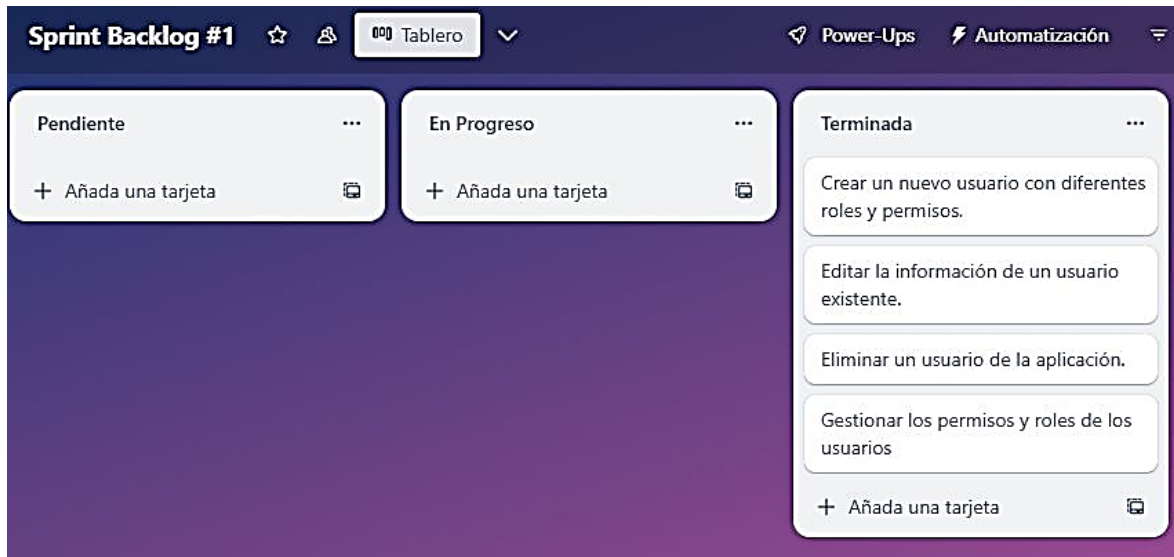 Sprint Backlog #1
Tablero
Power-Ups
Automatización
Pendiente
Añada una tarjeta
En Progreso
Añada una tarjeta
Terminada
Crear un nuevo usuario con diferentes
roles y permisos.
Editar la información de un usuario
existente.
Eliminar un usuario de la aplicación.
Gestionar los permisos y roles de los
usuarios
Añada una tarjeta